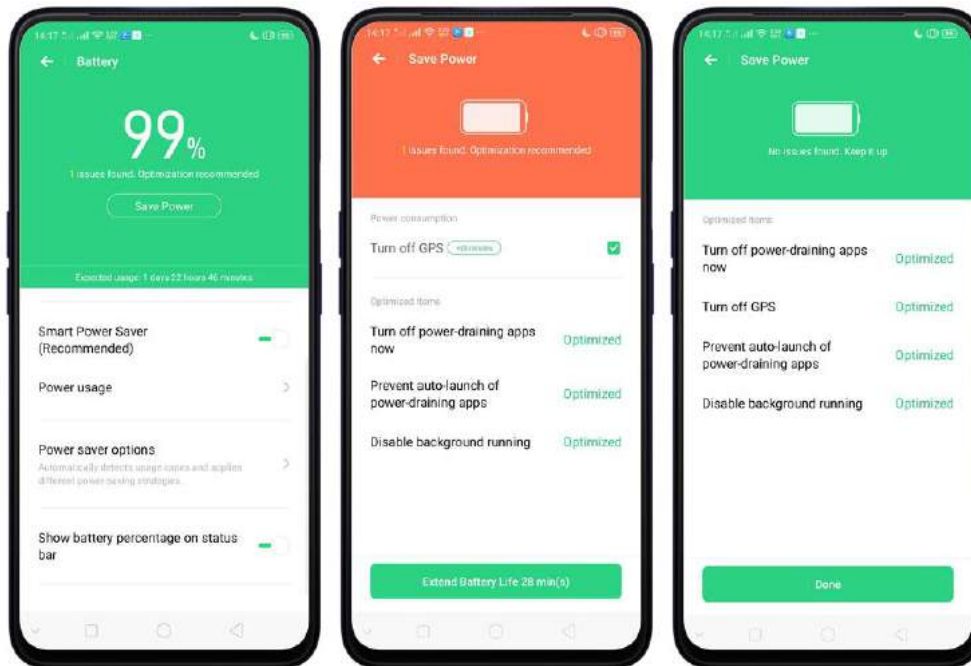 14:17
Battery
99%
1 issues found. Optimization recommended
Save Power
Expected usage: 1 days 22 hours 46 minutes
Smart Power Saver
(Recommended)
Power usage
Power saver options
Automatically detects usage cases and applies
different power-saving strategies.
Show battery percentage on status
bar
14:17
Save Power
1 issues found. Optimization recommended
Power consumption
Turn off GPS
Optimized items
Turn off power-draining apps
now
Optimized
Prevent auto-launch of
power-draining apps
Optimized
Disable background running
Optimized
Extend Battery Life 28 min(s)
14:17
Save Power
No issues found. Keep it up
Optimized items
Turn off power-draining apps
now
Optimized
Turn off GPS
Optimized
Prevent auto-launch of
power-draining apps
Optimized
Disable background running
Optimized
Done